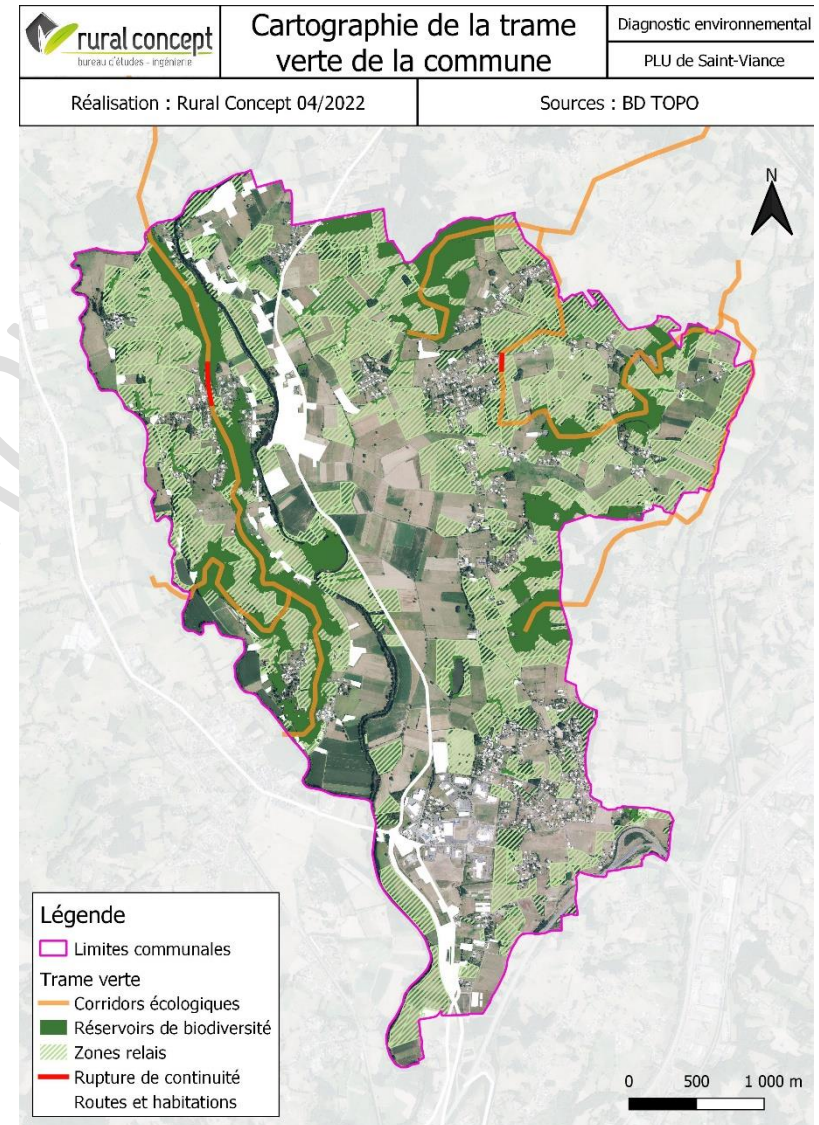 rural concept
bureau d'études - ingénierie
Cartographie de la trame
verte de la commune
Diagnostic environnemental
PLU de Saint-Viance
Réalisation : Rural Concept 04/2022
Sources : BD TOPO
N
Légende
Limites communales
Trame verte
Corridors écologiques
Réservoirs de biodiversité
Zones relais
Rupture de continuité
Routes et habitations
0 500 1 000 m